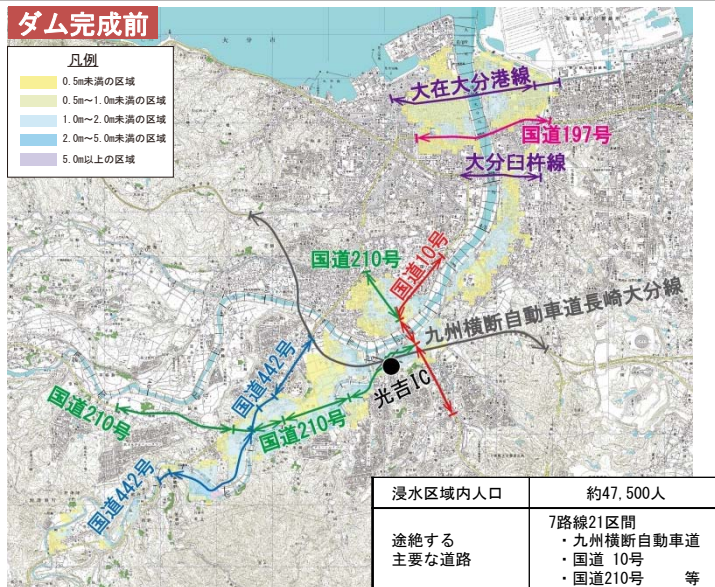 ダム完成前
大分市
凡例
0.5m未満の区域
0.5m～1.0m未満の区域
1.0m～2.0m未満の区域
2.0m～5.0m未満の区域
5.0m以上の区域
大在大分港線
国道197号
大分臼杵線
国道210号
国道10号
九州横断自動車道長崎大分線
国道442号
光吉IC
国道210号
国道210号
国道442号
浸水区域内人口
約47,500人
途絶する
主要な道路
7路線21区間
・九州横断自動車道
・国道 10号
・国道210号 等